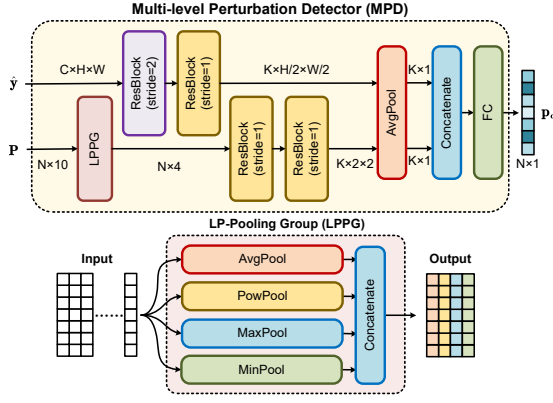 Multi-level Perturbation Detector (MPD)
ŷ
C×H×W
ResBlock
(stride=2)
ResBlock
(stride=1)
K×H/2×W/2
AvgPool
K×1
Concatenate
FC
P
N×10
LPPG
N×4
ResBlock
(stride=1)
ResBlock
(stride=1)
K×2×2
K×1
N×1
LP-Pooling Group (LPPG)
Input
AvgPool
PowPool
MaxPool
MinPool
Concatenate
Output